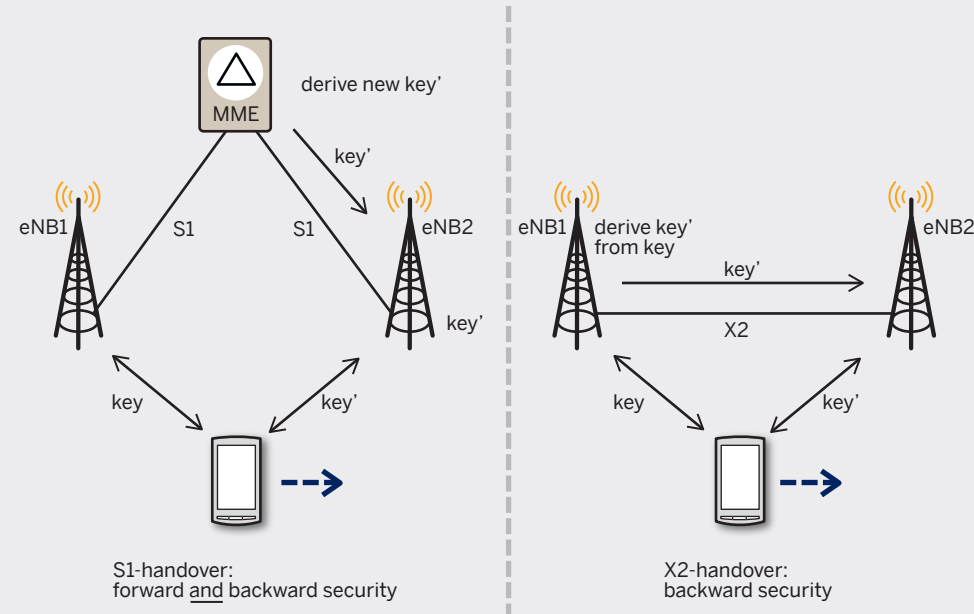 derive new key’
MME
key’
eNB1
S1
S1
eNB2
key’
key
key’
S1-handover:
forward and backward security
eNB1
derive key’
from key
eNB2
key’
X2
key
key’
X2-handover:
backward security